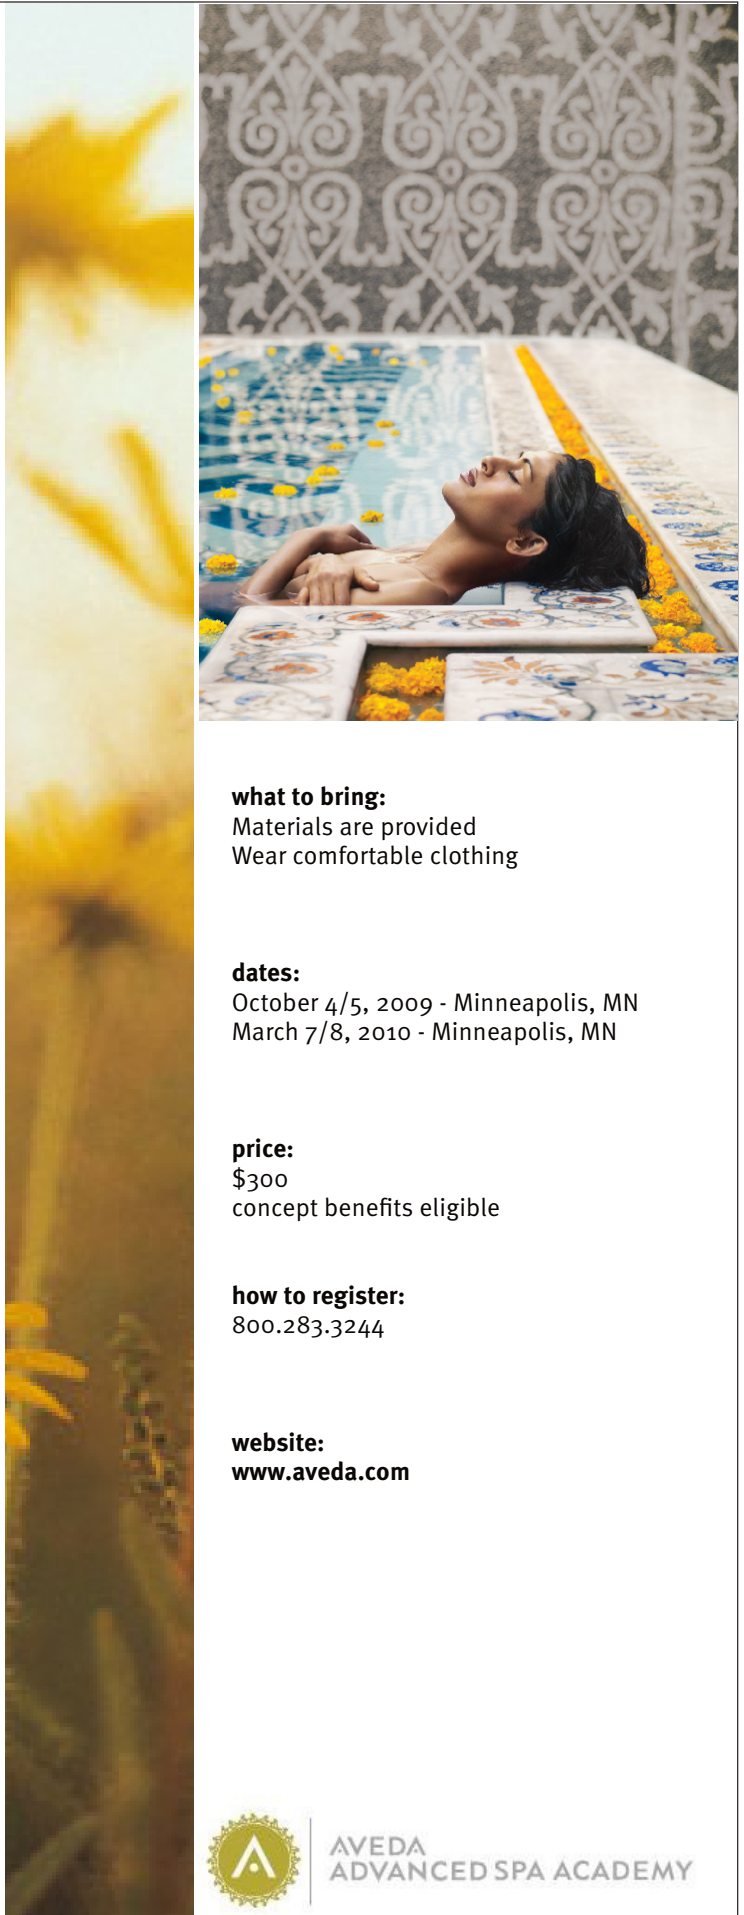 what to bring:
Materials are provided
Wear comfortable clothing
dates:
October 4/5, 2009 - Minneapolis, MN
March 7/8, 2010 - Minneapolis, MN
price:
$300
concept benefits eligible
how to register:
800.283.3244
website:
www.aveda.com
AVEDA
ADVANCED SPA ACADEMY